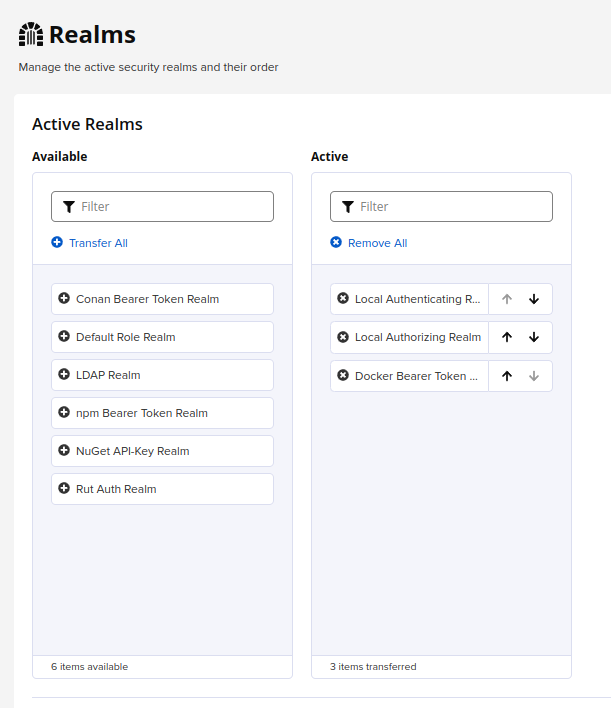 Realms
Manage the active security realms and their order
Active Realms
Available
Filter
Transfer All
Conan Bearer Token Realm
Default Role Realm
LDAP Realm
npm Bearer Token Realm
NuGet API-Key Realm
Rut Auth Realm
6 items available
Active
Filter
Remove All
Local Authenticating R...
Local Authorizing Realm
Docker Bearer Token ...
3 items transferred